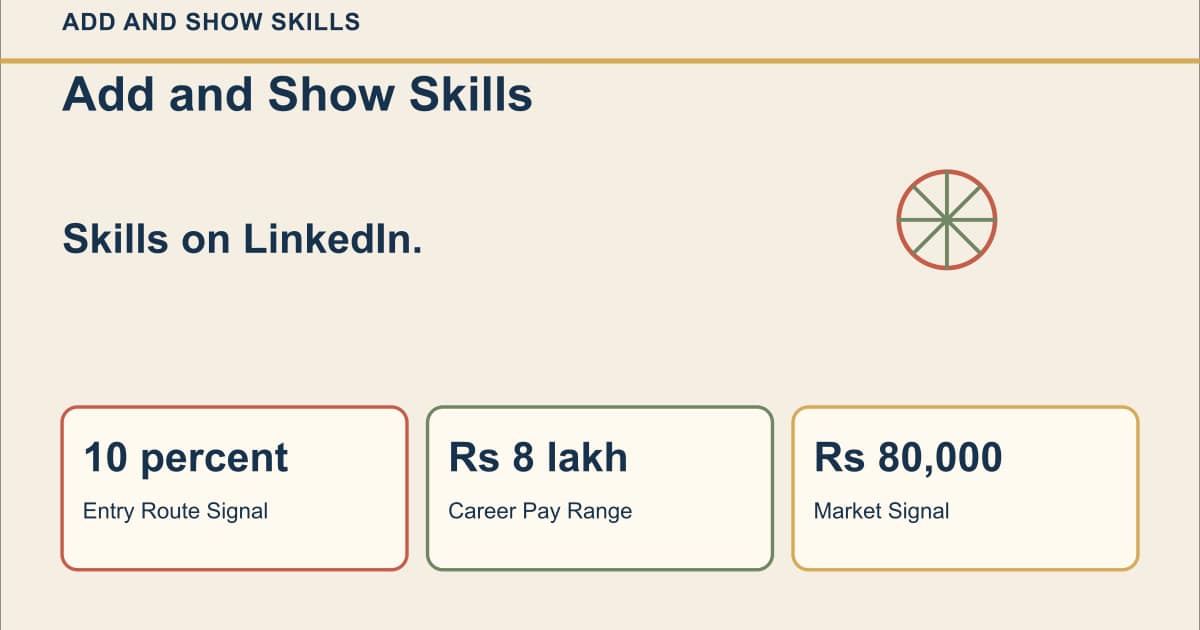 ADD AND SHOW SKILLS
Add and Show Skills
Skills on LinkedIn.
10 percent
Entry Route Signal
Rs 8 lakh
Career Pay Range
Rs 80,000
Market Signal